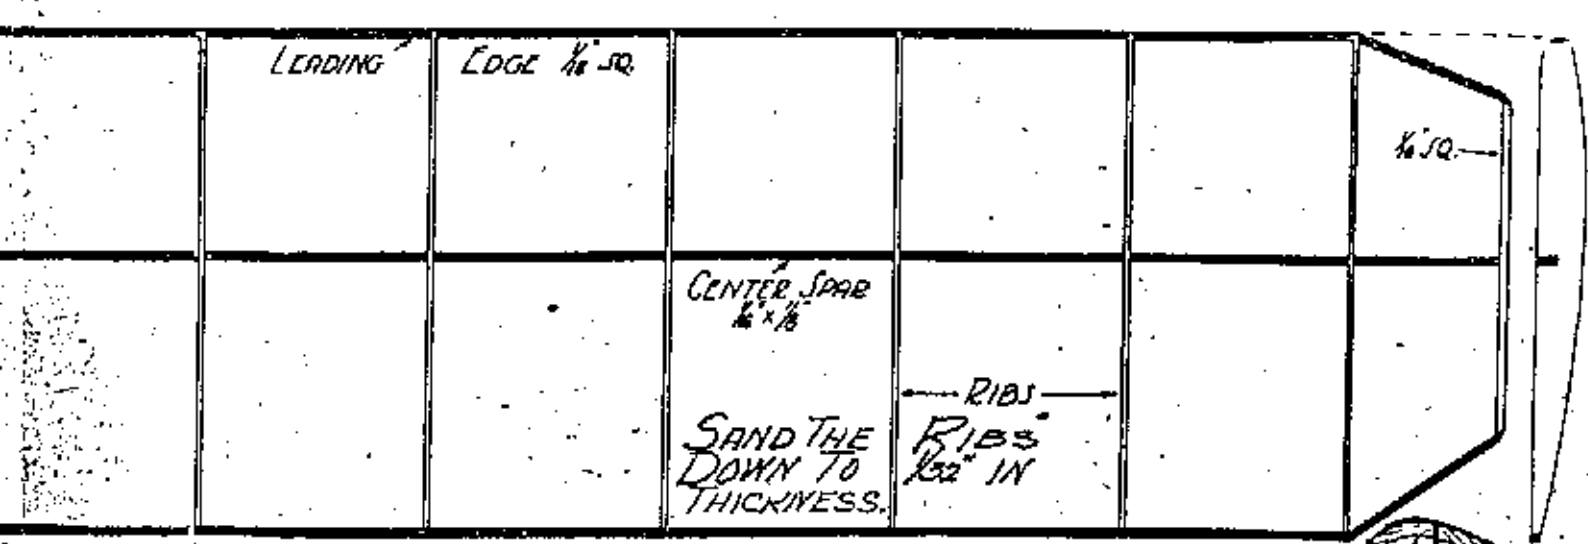 LEADING EDGE 1/16" SQ.
1/16" SQ.
CENTER SPAR
1/16" x 1/8"
RIBS
SAND THE RIBS
DOWN TO 1/32" IN
THICKNESS.